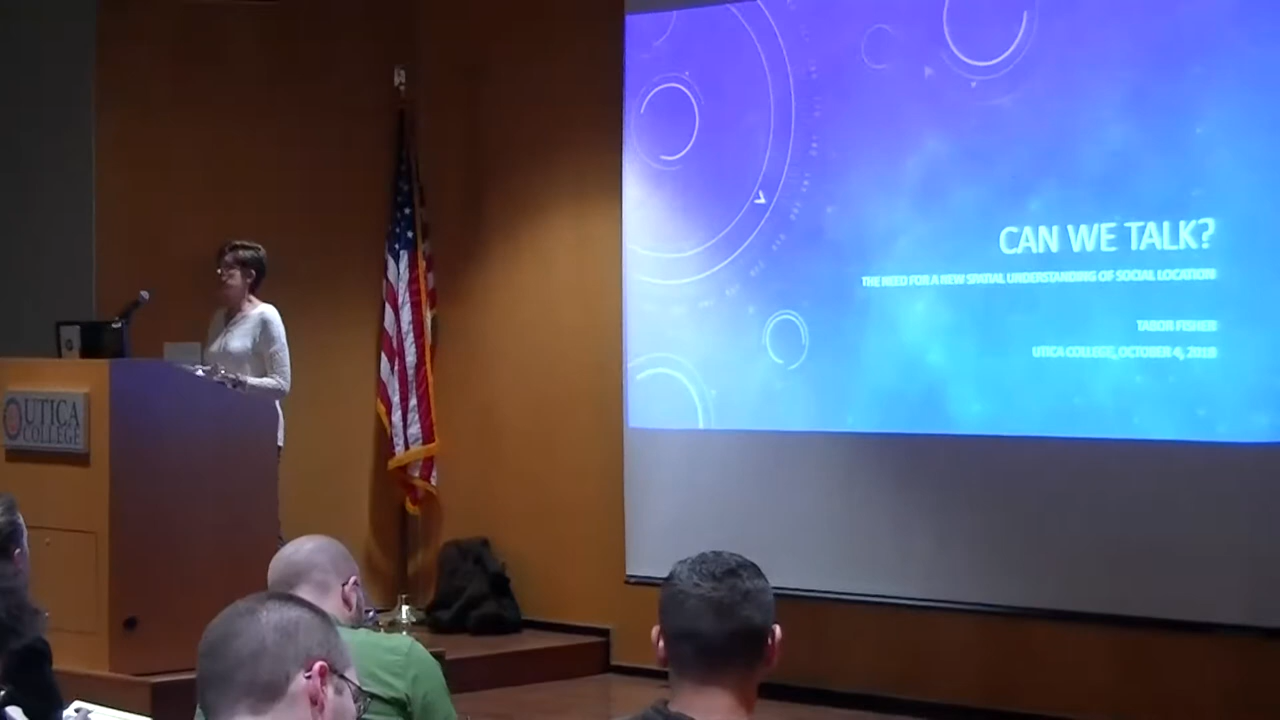 CAN WE TALK?
THE NEED FOR A NEW SPATIAL UNDERSTANDING OF SOCIAL LOCATION
TABOR FISHER
UTICA COLLEGE, OCTOBER 4, 2018
UTICA
COLLEGE